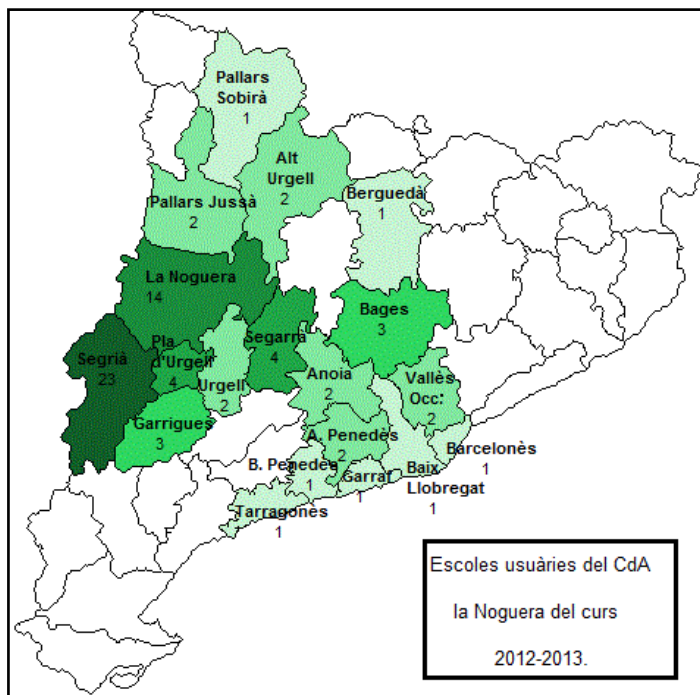 Pallars
Sobirà
1
Alt
Urgell
2
Berguedà
1
Pallars Jussà
2
La Noguera
14
Bages
3
Segarra
4
Pla
d'Urgell
4
Segrià
23
Urgell
2
Anoia
2
Vallès
Occ.
2
Garrigues
3
A. Penedès
2
Barcelonès
1
B. Penedès
1
Garraf
1
Baix
Llobregat
1
Tarragonès
1
Escoles usuàries del CdA
la Noguera del curs
2012-2013.